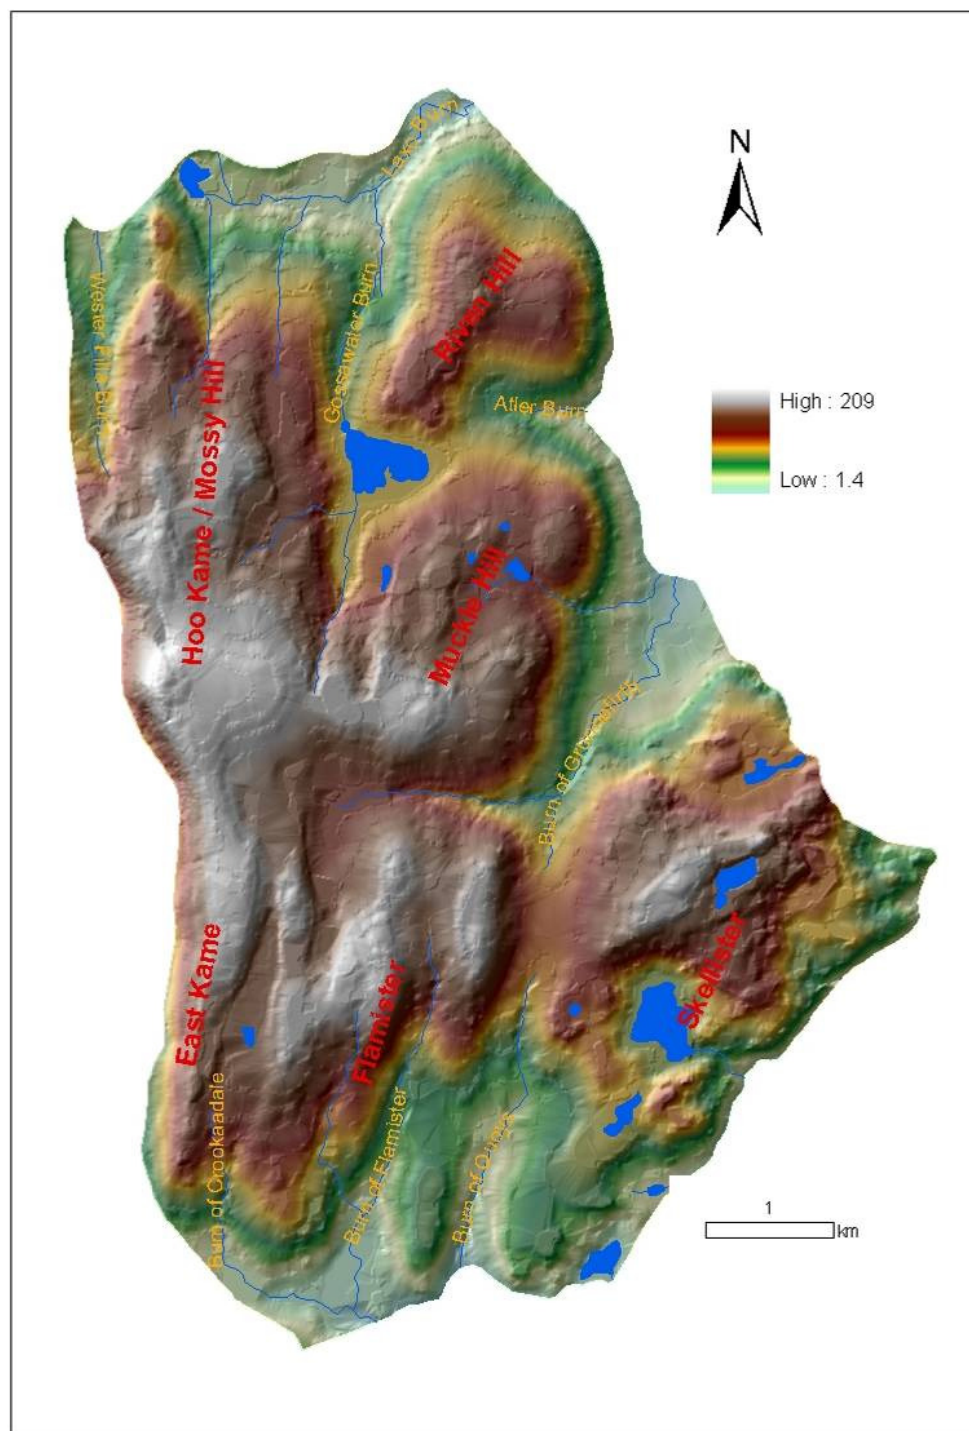 N
Laxo Burn
Wester Filla Burn
Gossawater Burn
Riven Hill
Atler Burn
High : 209
Low : 1.4
Hoo Kame / Mossy Hill
Muckle Hill
Burn of Grunnafirth
East Kame
Flamister
Skellister
Burn of Crookaadale
Burn of Flamister
Burn of Quoys
1
km